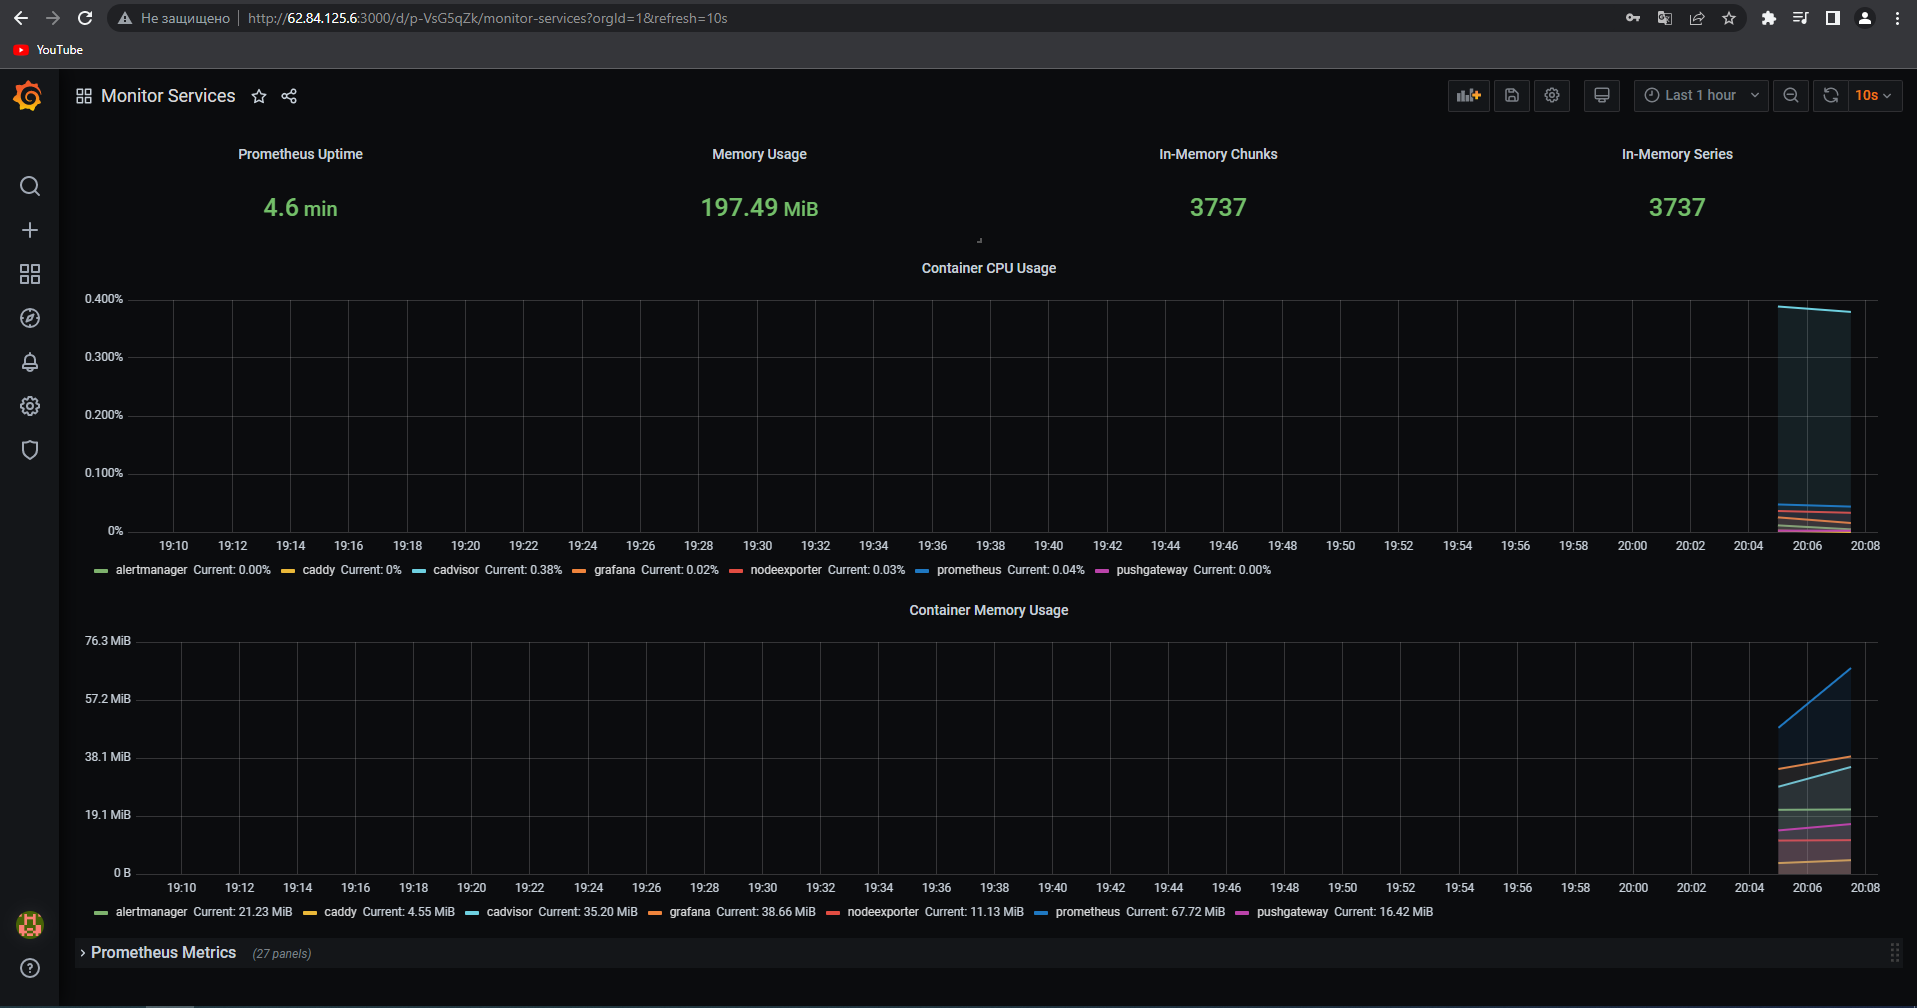 Не защищено http://62.84.125.6:3000/d/p-VsG5qZk/monitor-services?orgId=1&refresh=10s
YouTube
Monitor Services
Last 1 hour
10s
Prometheus Uptime
4.6 min
Memory Usage
197.49 MiB
In-Memory Chunks
3737
In-Memory Series
3737
Container CPU Usage
0.400%
0.300%
0.200%
0.100%
0%
19:10 19:12 19:14 19:16 19:18 19:20 19:22 19:24 19:26 19:28 19:30 19:32 19:34 19:36 19:38 19:40 19:42 19:44 19:46 19:48 19:50 19:52 19:54 19:56 19:58 20:00 20:02 20:04 20:06 20:08
alertmanager Current: 0.00% caddy Current: 0% cadvisor Current: 0.38% grafana Current: 0.02% nodeexporter Current: 0.03% prometheus Current: 0.04% pushgateway Current: 0.00%
Container Memory Usage
76.3 MiB
57.2 MiB
38.1 MiB
19.1 MiB
0 B
19:10 19:12 19:14 19:16 19:18 19:20 19:22 19:24 19:26 19:28 19:30 19:32 19:34 19:36 19:38 19:40 19:42 19:44 19:46 19:48 19:50 19:52 19:54 19:56 19:58 20:00 20:02 20:04 20:06 20:08
alertmanager Current: 21.23 MiB caddy Current: 4.55 MiB cadvisor Current: 35.20 MiB grafana Current: 38.66 MiB nodeexporter Current: 11.13 MiB prometheus Current: 67.72 MiB pushgateway Current: 16.42 MiB
Prometheus Metrics (27 panels)